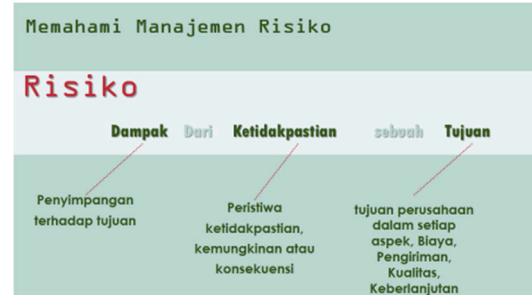 Memahami Manajemen Risiko
Risiko
Dampak Dari Ketidakpastian sebuah Tujuan
Penyimpangan
terhadap tujuan
Peristiwa
ketidakpastian,
kemungkinan atau
konsekuensi
tujuan perusahaan
dalam setiap
aspek, Biaya,
Pengiriman,
Kualitas,
Keberlanjutan